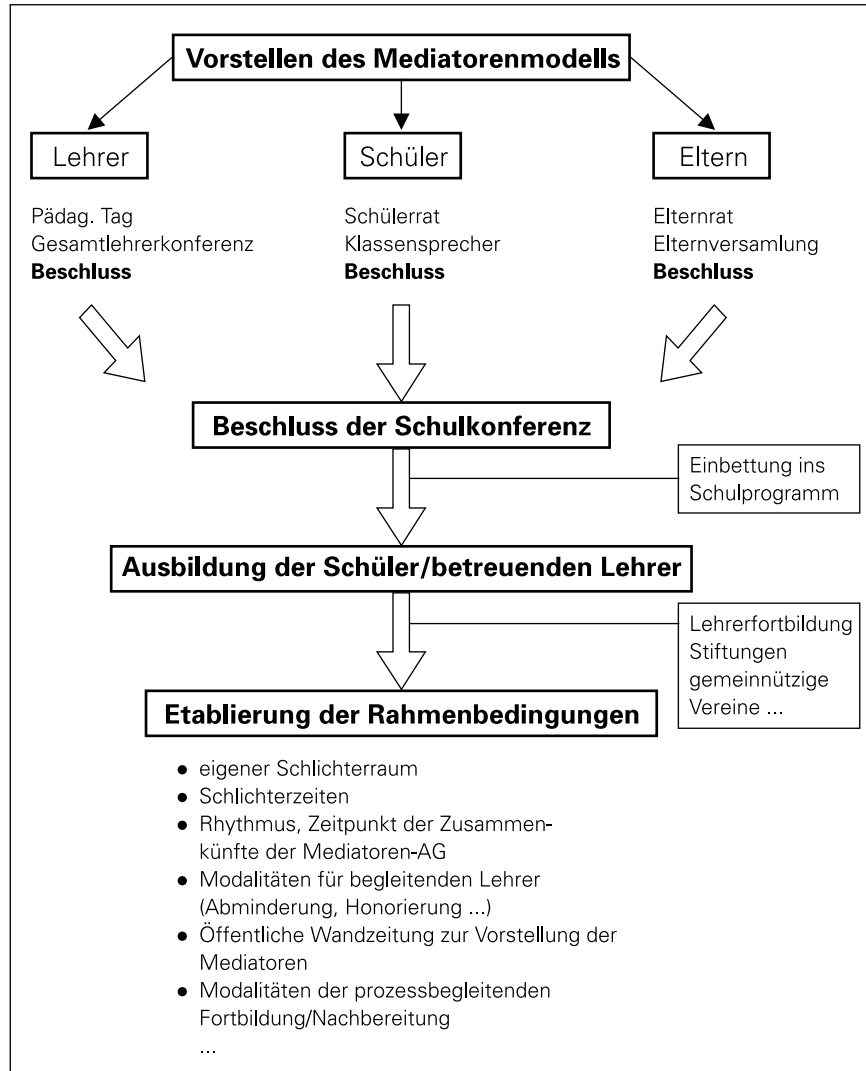 Vorstellen des Mediatorenmodells
Lehrer
Schüler
Eltern
Pädag. Tag
Gesamtlehrerkonferenz
Beschluss
Schülerrat
Klassensprecher
Beschluss
Elternrat
Elternversamlung
Beschluss
Beschluss der Schulkonferenz
Einbettung ins
Schulprogramm
Ausbildung der Schüler/betreuenden Lehrer
Lehrerfortbildung
Stiftungen
gemeinnützige
Vereine ...
Etablierung der Rahmenbedingungen
● eigener Schlichterraum
● Schlichterzeiten
● Rhythmus, Zeitpunkt der Zusammen-
künfte der Mediatoren-AG
● Modalitäten für begleitenden Lehrer
(Abminderung, Honorierung ...)
● Öffentliche Wandzeitung zur Vorstellung der
Mediatoren
● Modalitäten der prozessbegleitenden
Fortbildung/Nachbereitung
...